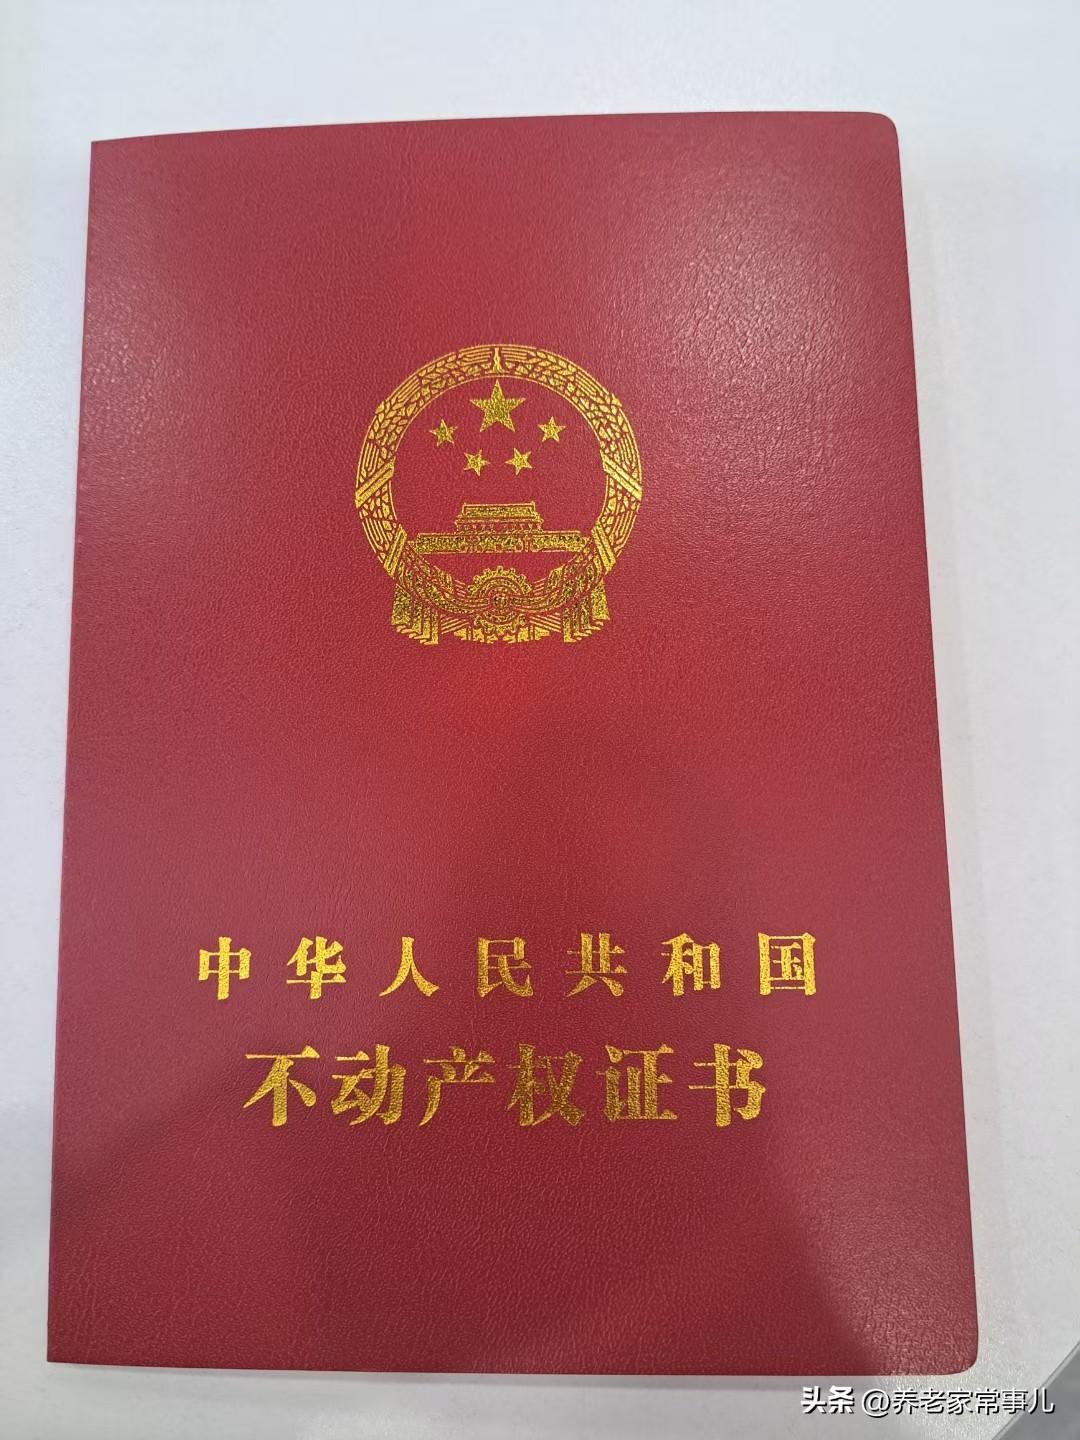 中华人民共和国
不动产权证书
头条 @养老家常事儿